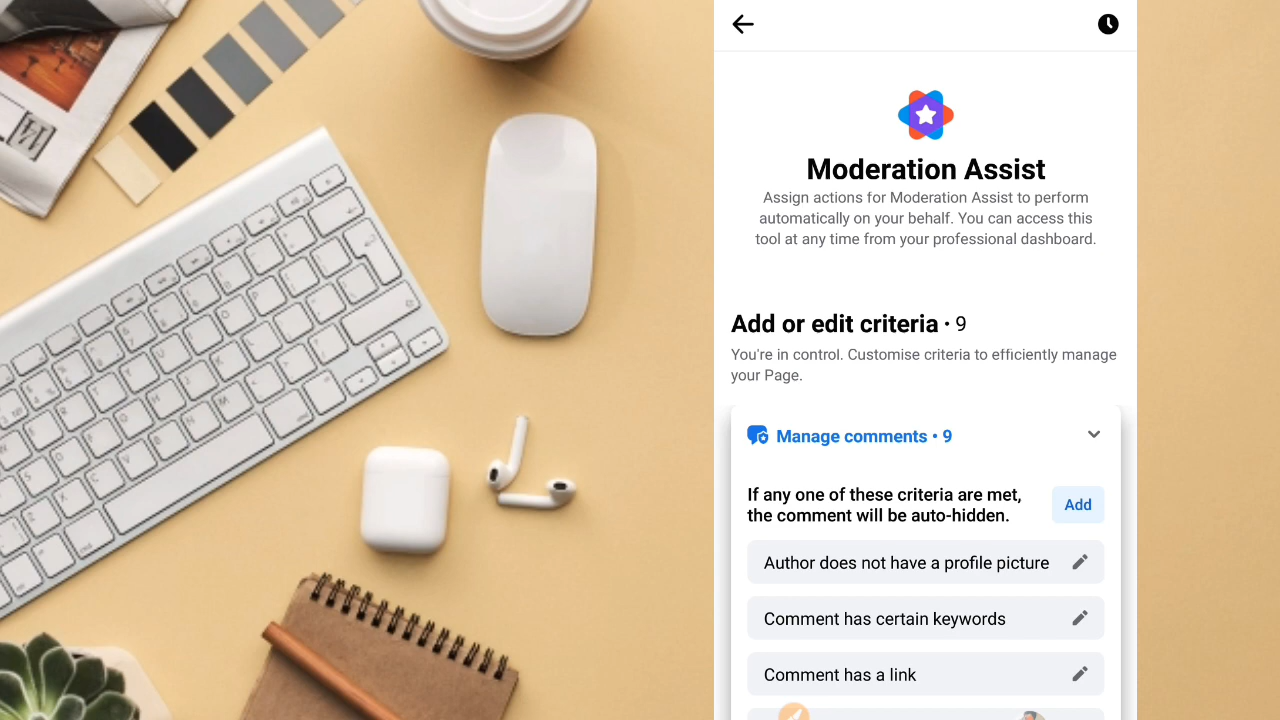 Moderation Assist
Assign actions for Moderation Assist to perform
automatically on your behalf. You can access this
tool at any time from your professional dashboard.
Add or edit criteria • 9
You're in control. Customise criteria to efficiently manage
your Page.
Manage comments • 9
If any one of these criteria are met,
the comment will be auto-hidden.
Add
Author does not have a profile picture
Comment has certain keywords
Comment has a link